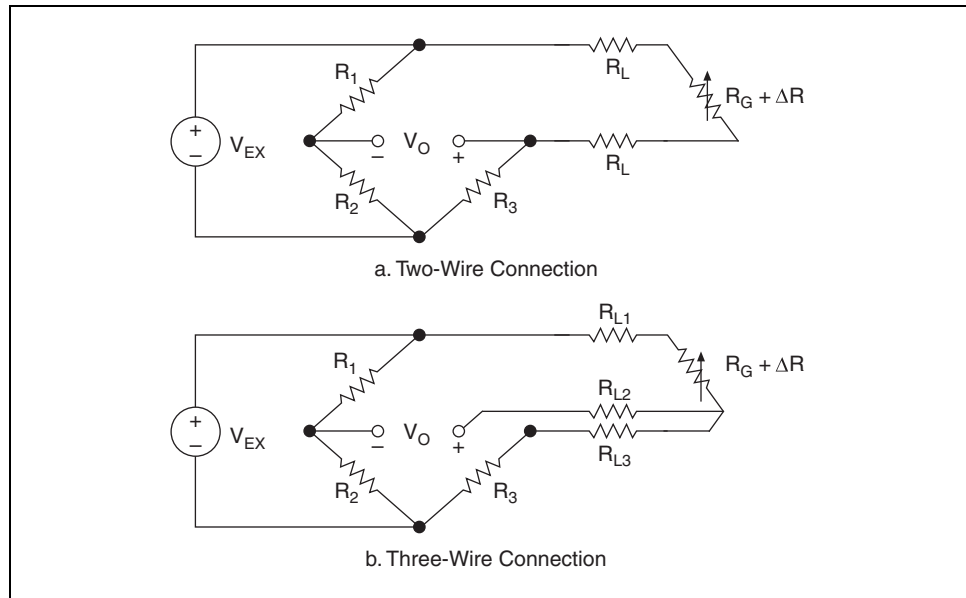 R1
RL
RG + ΔR
+
−
VEX
− VO +
RL
R2
R3
a. Two-Wire Connection
RL1
R1
RG + ΔR
RL2
+
−
VEX
− VO +
RL3
R2
R3
b. Three-Wire Connection